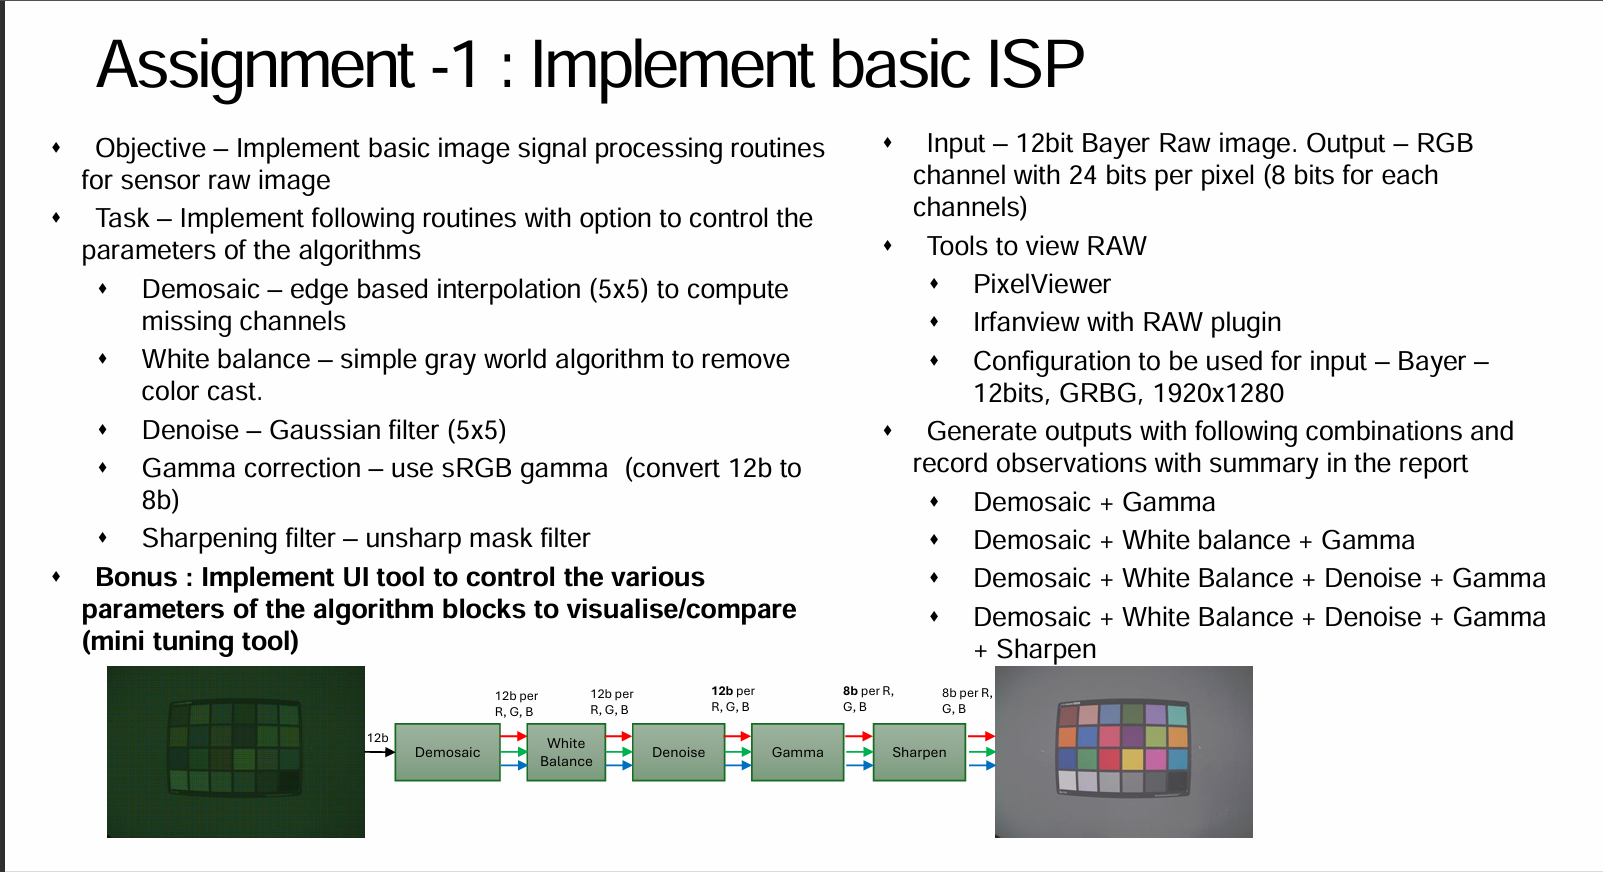 Assignment -1 : Implement basic ISP
♦ Objective – Implement basic image signal processing routines
for sensor raw image
♦ Task – Implement following routines with option to control the
parameters of the algorithms
♦ Demosaic – edge based interpolation (5x5) to compute
missing channels
♦ White balance – simple gray world algorithm to remove
color cast.
♦ Denoise – Gaussian filter (5x5)
♦ Gamma correction – use sRGB gamma (convert 12b to
8b)
♦ Sharpening filter – unsharp mask filter
♦ Bonus : Implement UI tool to control the various
parameters of the algorithm blocks to visualise/compare
(mini tuning tool)
♦ Input – 12bit Bayer Raw image. Output – RGB
channel with 24 bits per pixel (8 bits for each
channels)
♦ Tools to view RAW
♦ PixelViewer
♦ Irfanview with RAW plugin
♦ Configuration to be used for input – Bayer –
12bits, GRBG, 1920x1280
♦ Generate outputs with following combinations and
record observations with summary in the report
♦ Demosaic + Gamma
♦ Demosaic + White balance + Gamma
♦ Demosaic + White Balance + Denoise + Gamma
♦ Demosaic + White Balance + Denoise + Gamma
+ Sharpen
12b
Demosaic
12b per
R, G, B
White
Balance
12b per
R, G, B
Denoise
12b per
R, G, B
Gamma
8b per R,
G, B
Sharpen
8b per R,
G, B